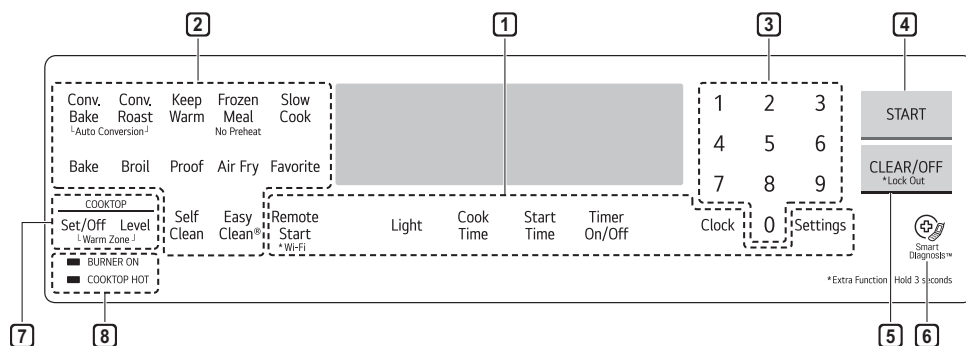 2 1 3 4
Conv. Conv. Keep Frozen Slow
Bake Roast Warm Meal Cook
└Auto Conversion┘ No Preheat
Bake Broil Proof Air Fry Favorite
1 2 3
4 5 6
7 8 9
0
START
CLEAR/OFF
*Lock Out
COOKTOP
Set/Off Level
└Warm Zone┘
Self Easy
Clean Clean®
Remote
Start
*Wi-Fi
Light
Cook
Time
Start
Time
Timer
On/Off
Clock
Settings
Smart
Diagnosis™
BURNER ON
COOKTOP HOT
*Extra Function : Hold 3 seconds
7 8 5 6